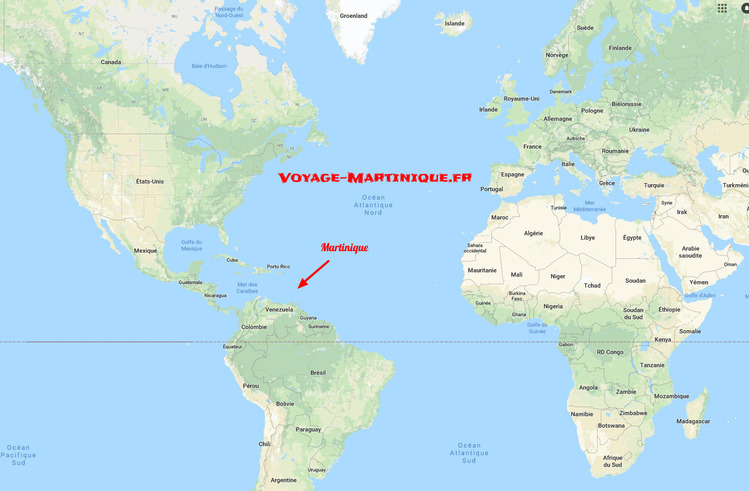 Passage du
Nord-Ouest
Groenland
Islande
Suède
Finlande
Norvège
Canada
Baie d'Hudson
Danemark
Royaume-Uni
Irlande
Biélorussie
Pologne
Allemagne
Ukraine
Autriche
France
Roumanie
Italie
Voyage-Martinique.fr
États-Unis
Espagne
Portugal
Grèce
Turquie
Turkméni
Océan
Atlantique
Nord
Mer
Méditerranée
Tunisie
Syrie
Irak
Iran
Maroc
Algérie
Libye
Égypte
Golfe du
Mexique
Martinique
Mexique
Sahara
occidental
Arabie
saoudite
Oman
Cuba
Porto Rico
Mauritanie
Mali
Niger
Tchad
Soudan
Yémen
Guatemala
Mer des
Caraïbes
Nicaragua
Burkina
Faso
Golfe d'Aden
Guinée
Ghana
Nigeria
Soudan
du Sud
Éthiopie
Venezuela
Guyana
Suriname
Colombie
Golfe de
Guinée
Somalie
Kenya
Équateur
Gabon
RD Congo
Tanzanie
Brésil
Pérou
Angola
Zambie
Mozambique
Bolivie
Namibie
Zimbabwe
Madagascar
Botswana
Paraguay
Chili
Océan
Pacifique
Sud
Océan
Atlantique
Sud
Afrique
du Sud
Uruguay
Argentine